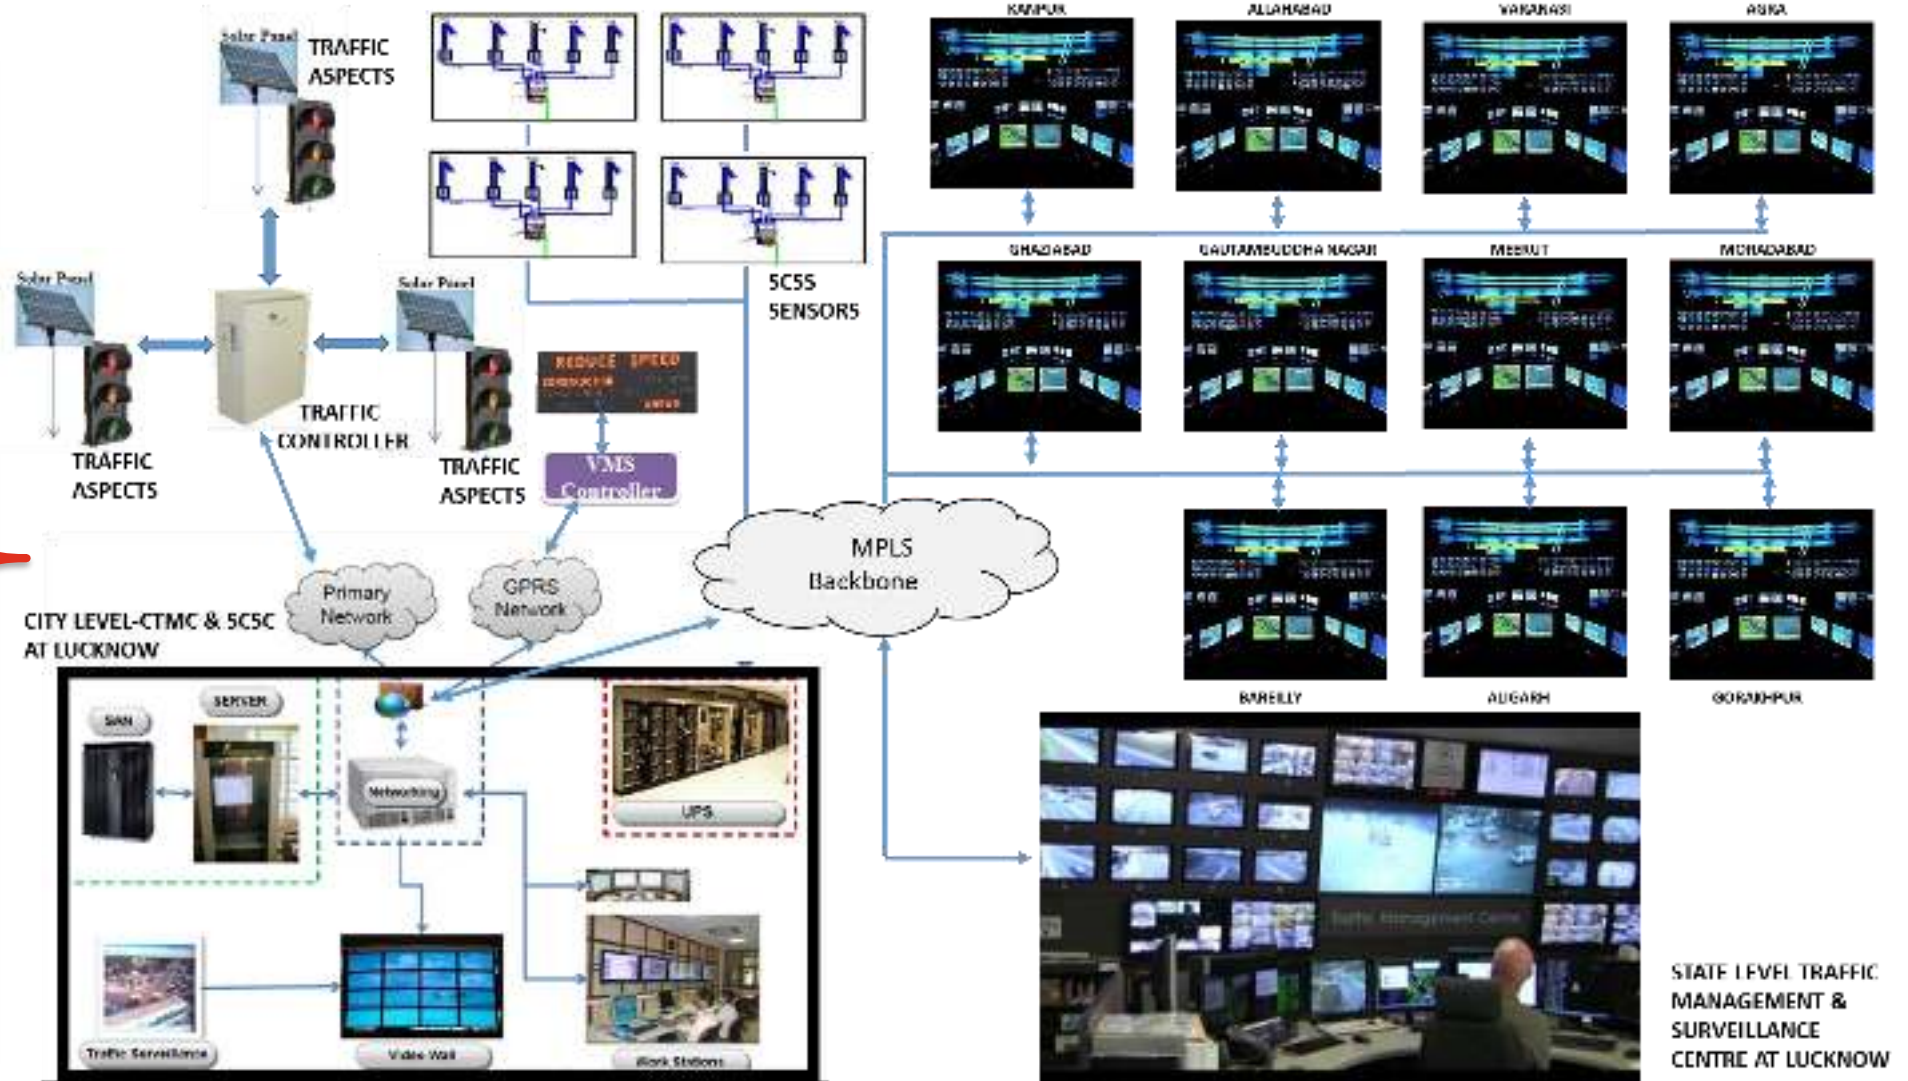 Solar Panel
TRAFFIC
ASPECTS
Solar Panel
Solar Panel
TRAFFIC
CONTROLLER
TRAFFIC
ASPECTS
TRAFFIC
ASPECTS
REDUCE SPEED
VMS
Controller
SCSS
SENSORS
Primary
Network
GPRS
Network
MPLS
Backbone
KANPUR
ALLAHABAD
VARANASI
AGRA
GHAZIABAD
GAUTAMBUDDHA NAGAR
MEERUT
MORADABAD
BAREILLY
ALIGARH
GORAKHPUR
CITY LEVEL-CTMC & SCSC
AT LUCKNOW
SAN
SERVER
Networking
UPS
Traffic Surveillance
Video Wall
Work Stations
Traffic Management Centre
STATE LEVEL TRAFFIC
MANAGEMENT &
SURVEILLANCE
CENTRE AT LUCKNOW